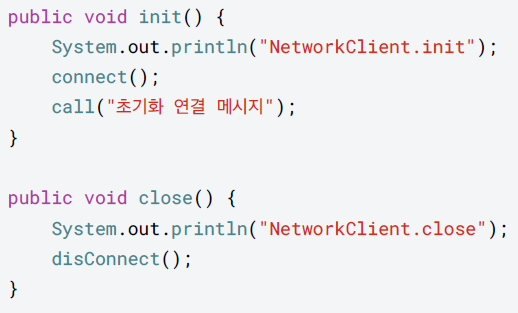 public void init() {
    System.out.println("NetworkClient.init");
    connect();
    call("초기화 연결 메시지");
}

public void close() {
    System.out.println("NetworkClient.close");
    disConnect();
}